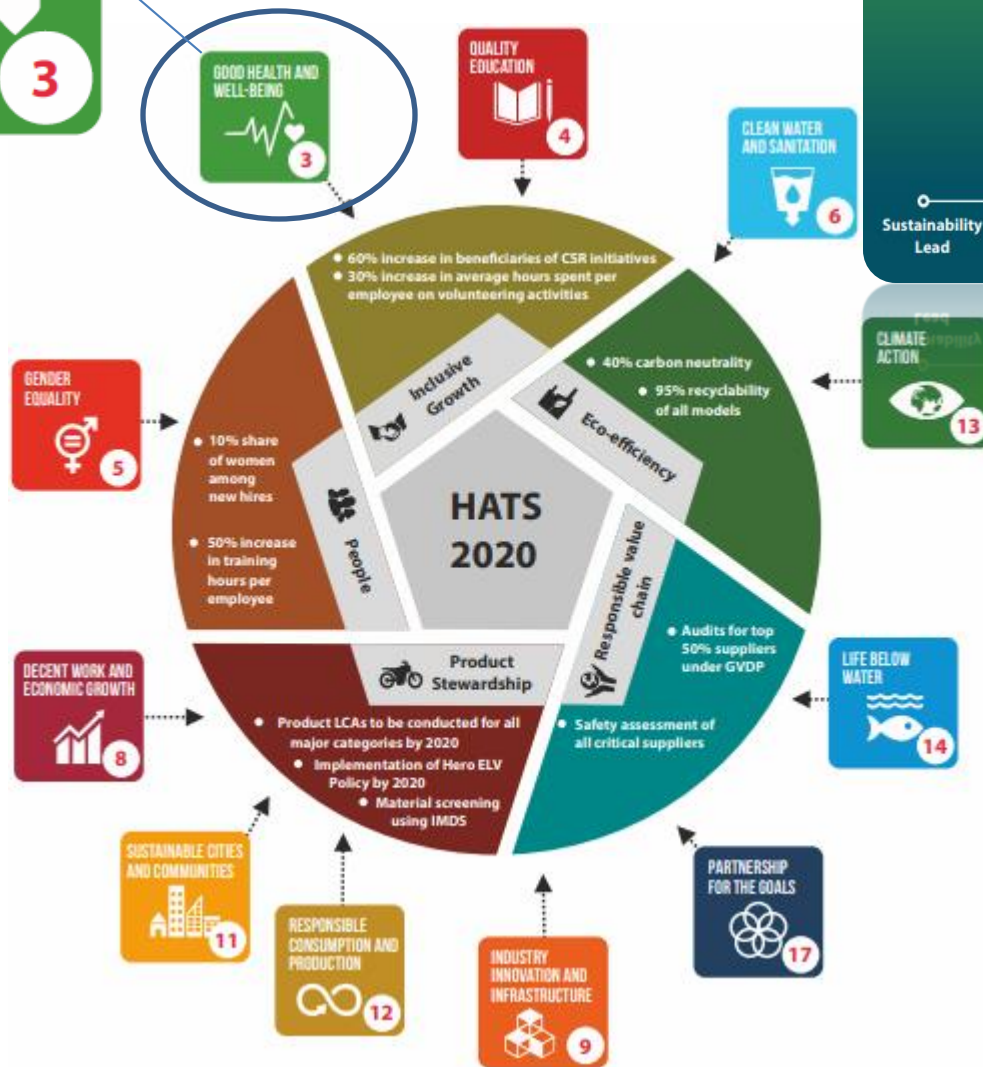 3
GOOD HEALTH AND
WELL-BEING
3
QUALITY
EDUCATION
4
CLEAN WATER
AND SANITATION
6
Sustainability
Lead
CLIMATE
ACTION
13
60% increase in beneficiaries of CSR initiatives
30% increase in average hours spent per
employee on volunteering activities
Inclusive
Growth
40% carbon neutrality
95% recyclability
of all models
Eco-efficiency
GENDER
EQUALITY
5
10% share
of women
among
new hires
50% increase
in training
hours per
employee
People
HATS
2020
Responsible value
chain
Audits for top
50% suppliers
under GVDP
Safety assessment of
all critical suppliers
Product
Stewardship
Product LCAs to be conducted for all
major categories by 2020
Implementation of Hero ELV
Policy by 2020
Material screening
using IMDS
DECENT WORK AND
ECONOMIC GROWTH
8
LIFE BELOW
WATER
14
SUSTAINABLE CITIES
AND COMMUNITIES
11
RESPONSIBLE
CONSUMPTION AND
PRODUCTION
12
INDUSTRY
INNOVATION AND
INFRASTRUCTURE
9
PARTNERSHIP
FOR THE GOALS
17